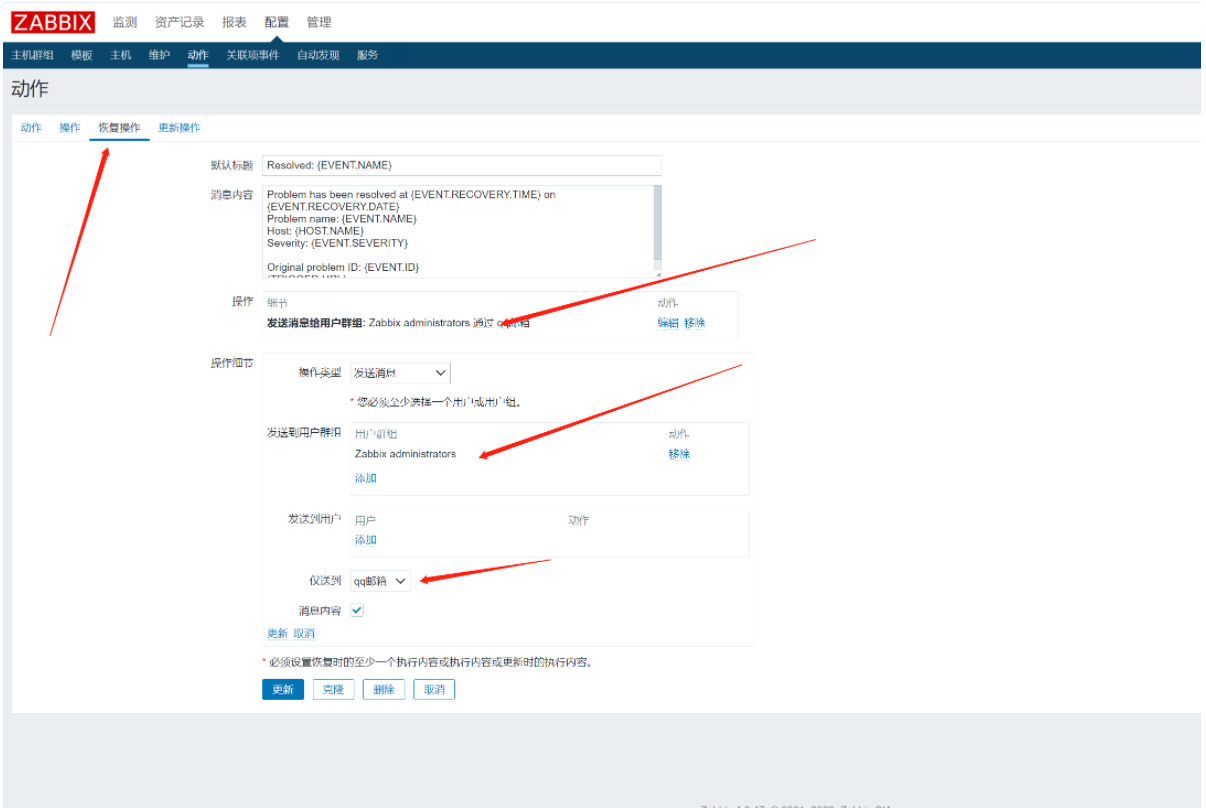 ZABBIX 监测 资产记录 报表 配置 管理
主机群组 模板 主机 维护 动作 关联项事件 自动发现 服务
动作
动作 操作 恢复操作 更新操作
默认标题 Resolved: {EVENT.NAME}
消息内容 Problem has been resolved at {EVENT.RECOVERY.TIME} on
{EVENT.RECOVERY.DATE}
Problem name: {EVENT.NAME}
Host: {HOST.NAME}
Severity: {EVENT.SEVERITY}
Original problem ID: {EVENT.ID}
操作 细节 动作
发送消息给用户群组: Zabbix administrators 通过 qq邮箱 编辑 移除
操作细节
操作类型 发送消息
* 您必须至少选择一个用户或用户组。
发送到用户群组 用户群组 动作
Zabbix administrators 移除
添加
发送到用户 用户 动作
添加
仅送到 qq邮箱
消息内容
更新 取消
* 必须设置恢复时的至少一个执行内容或执行内容或更新时的执行内容。
更新 克隆 删除 取消